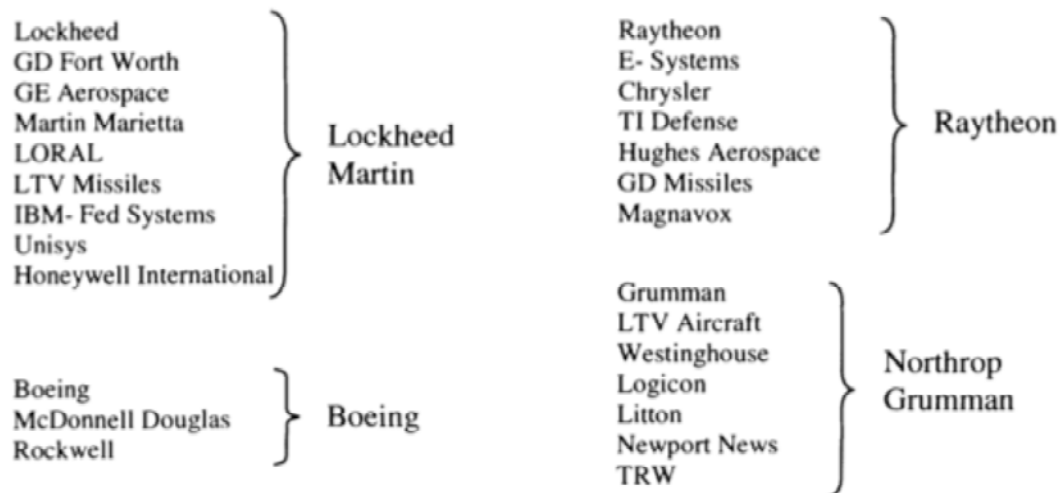 Lockheed
GD Fort Worth
GE Aerospace
Martin Marietta
LORAL
LTV Missiles
IBM- Fed Systems
Unisys
Honeywell International
Lockheed
Martin
Boeing
McDonnell Douglas
Rockwell
Boeing
Raytheon
E- Systems
Chrysler
TI Defense
Hughes Aerospace
GD Missiles
Magnavox
Raytheon
Grumman
LTV Aircraft
Westinghouse
Logicon
Litton
Newport News
TRW
Northrop
Grumman